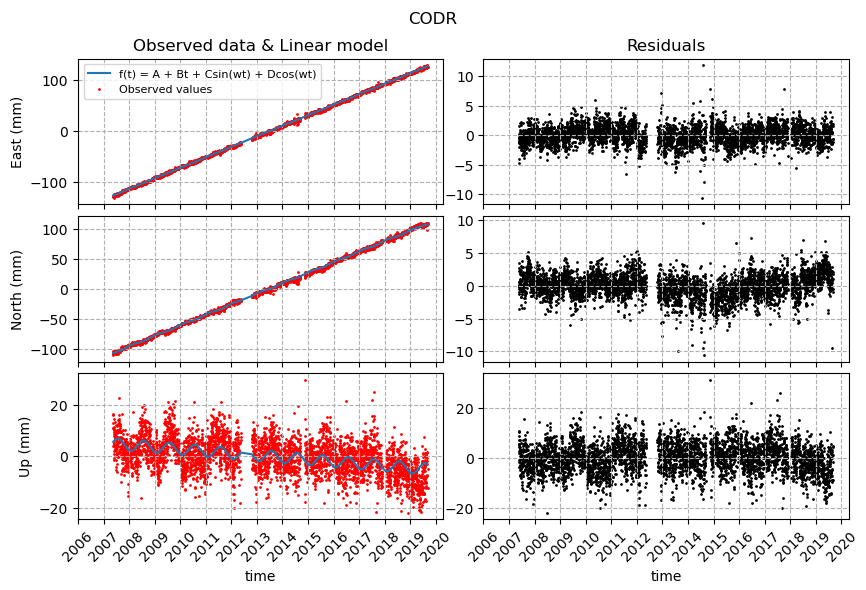 CODR
Observed data & Linear model
Residuals
f(t) = A + Bt + Csin(wt) + Dcos(wt)
Observed values
East (mm)
100
0
−100
10
5
0
−5
−10
North (mm)
100
50
0
−50
−100
10
5
0
−5
−10
Up (mm)
20
0
−20
20
0
−20
2006 2007 2008 2009 2010 2011 2012 2013 2014 2015 2016 2017 2018 2019 2020
2006 2007 2008 2009 2010 2011 2012 2013 2014 2015 2016 2017 2018 2019 2020
time
time